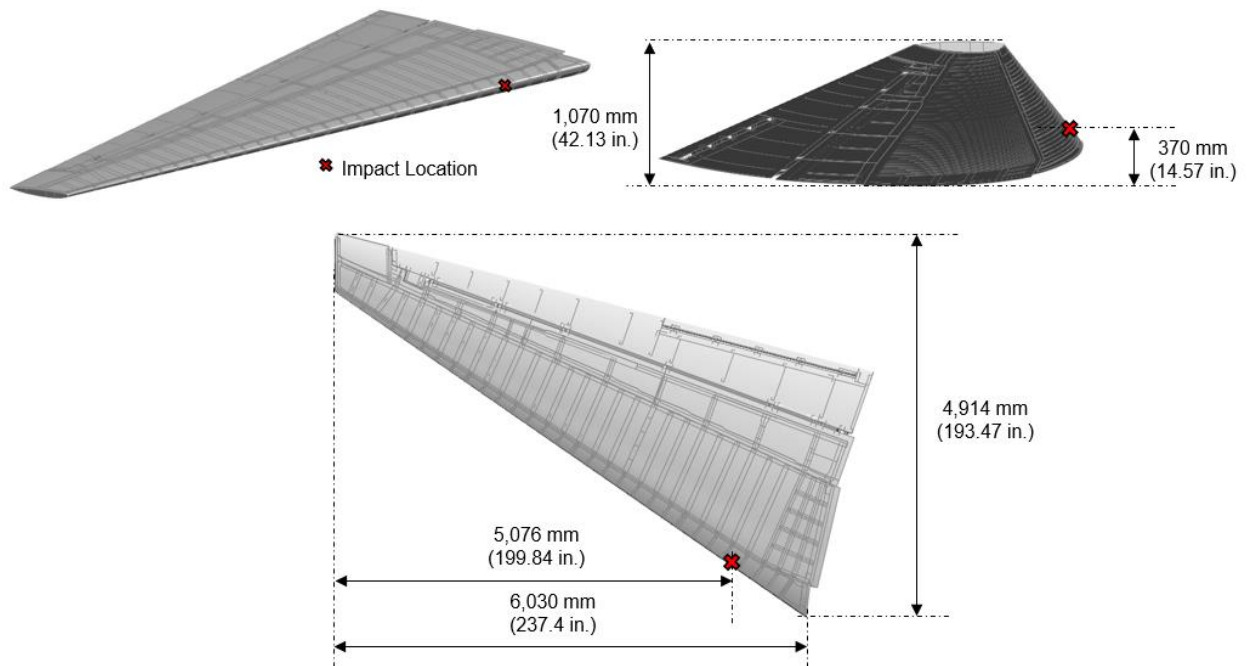 1,070 mm
(42.13 in.)
Impact Location
370 mm
(14.57 in.)
4,914 mm
(193.47 in.)
5,076 mm
(199.84 in.)
6,030 mm
(237.4 in.)